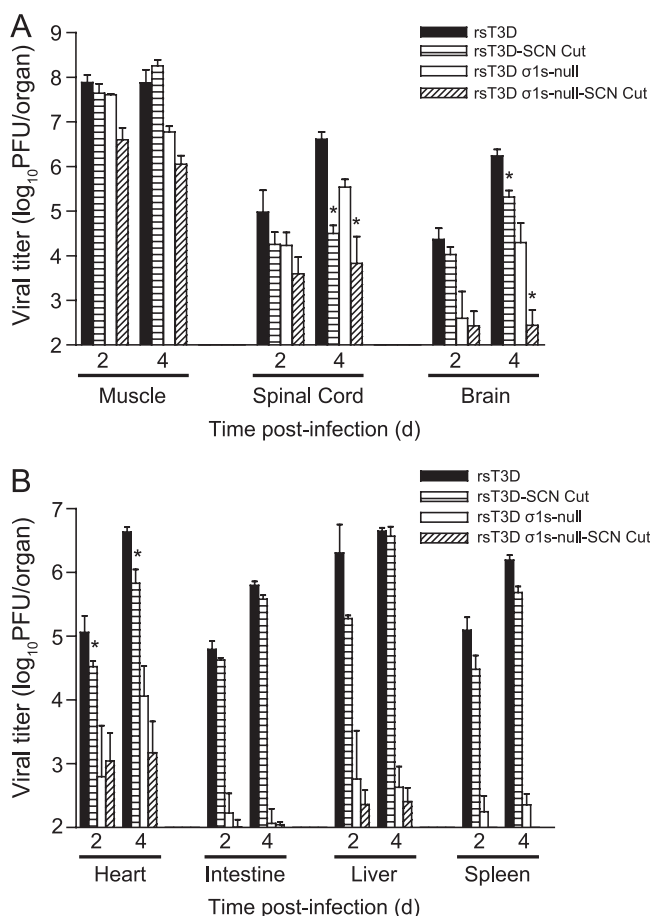 A
rsT3D
rsT3D-SCN Cut
rsT3D σ1s-null
rsT3D σ1s-null-SCN Cut
Viral titer (log10PFU/organ)
9
8
7
6
5
4
3
2
* * * *
2 4 2 4 2 4
Muscle Spinal Cord Brain
Time post-infection (d)
B
rsT3D
rsT3D-SCN Cut
rsT3D σ1s-null
rsT3D σ1s-null-SCN Cut
Viral titer (log10PFU/organ)
7
6
5
4
3
2
* *
2 4 2 4 2 4 2 4
Heart Intestine Liver Spleen
Time post-infection (d)